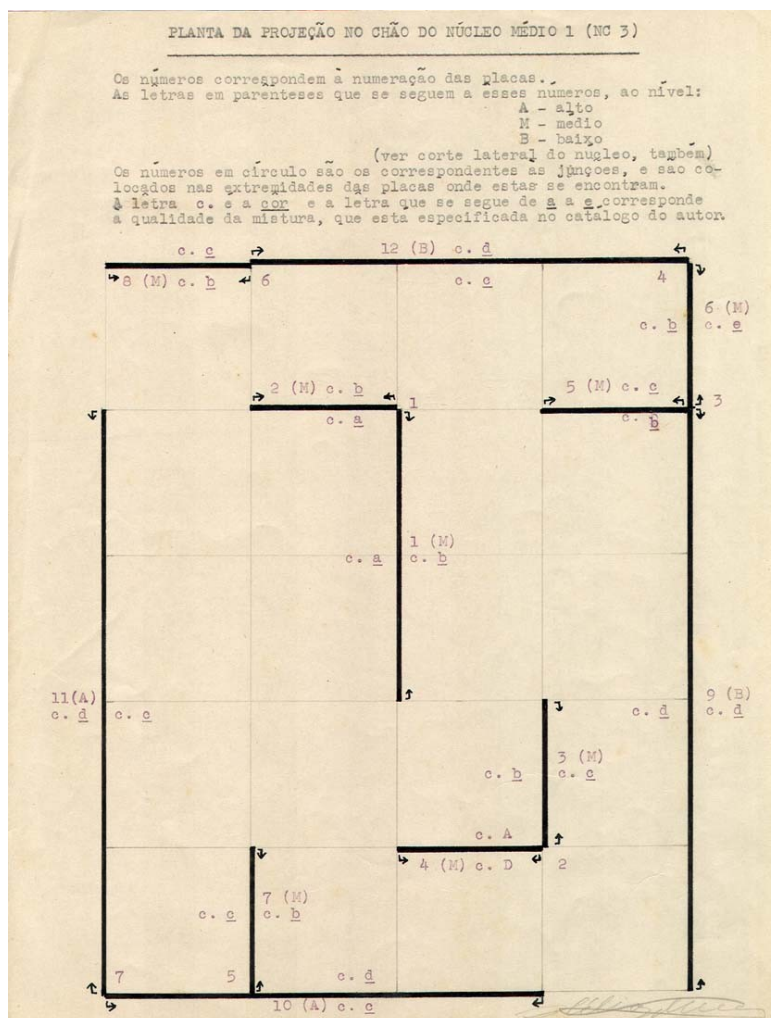 PLANTA DA PROJEÇÃO NO CHÃO DO NÚCLEO MÉDIO 1 (NC 3)
Os números correspondem à numeração das placas..
As letras em parenteses que se seguem a esses numeros, ao nível:
A - alto
M - medio
B - baixo
(ver corte lateral do nucleo, também)
Os números em círculo são os correspondentes as junçoes, e são co-
locados nas extremidades das placas onde estas se encontram.
A letra c. e a cor e a letra que se segue de a a e corresponde
a qualidade da mistura, que esta especificada no catalogo do autor.
c. c
12 (B) c. d
8 (M) c. b
6
c. c
4
6 (M)
c. b
c. e
2 (M) c. b
5 (M) c. c
1
3
c. a
c. b
1 (M)
c. a
c. b
11(A)
c. d
c. c
9 (B)
c. d
c. d
3 (M)
c. b
c. c
c. A
4 (M) c. D
2
7 (M)
c. c
c. b
7
5
c. d
10 (A) c. c